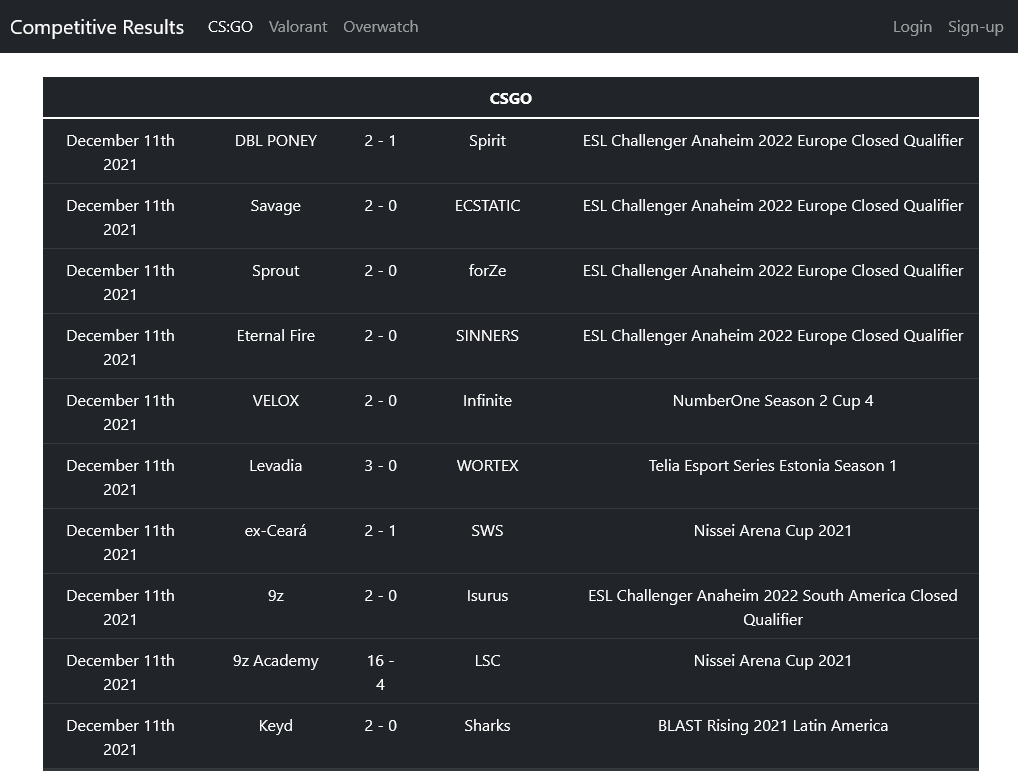 Competitive Results CS:GO Valorant Overwatch Login Sign-up
CSGO
December 11th DBL PONEY 2 - 1 Spirit ESL Challenger Anaheim 2022 Europe Closed Qualifier
2021
December 11th Savage 2 - 0 ECSTATIC ESL Challenger Anaheim 2022 Europe Closed Qualifier
2021
December 11th Sprout 2 - 0 forZe ESL Challenger Anaheim 2022 Europe Closed Qualifier
2021
December 11th Eternal Fire 2 - 0 SINNERS ESL Challenger Anaheim 2022 Europe Closed Qualifier
2021
December 11th VELOX 2 - 0 Infinite NumberOne Season 2 Cup 4
2021
December 11th Levadia 3 - 0 WORTEX Telia Esport Series Estonia Season 1
2021
December 11th ex-Ceará 2 - 1 SWS Nissei Arena Cup 2021
2021
December 11th 9z 2 - 0 Isurus ESL Challenger Anaheim 2022 South America Closed
2021 Qualifier
December 11th 9z Academy 16 - LSC Nissei Arena Cup 2021
2021 4
December 11th Keyd 2 - 0 Sharks BLAST Rising 2021 Latin America
2021